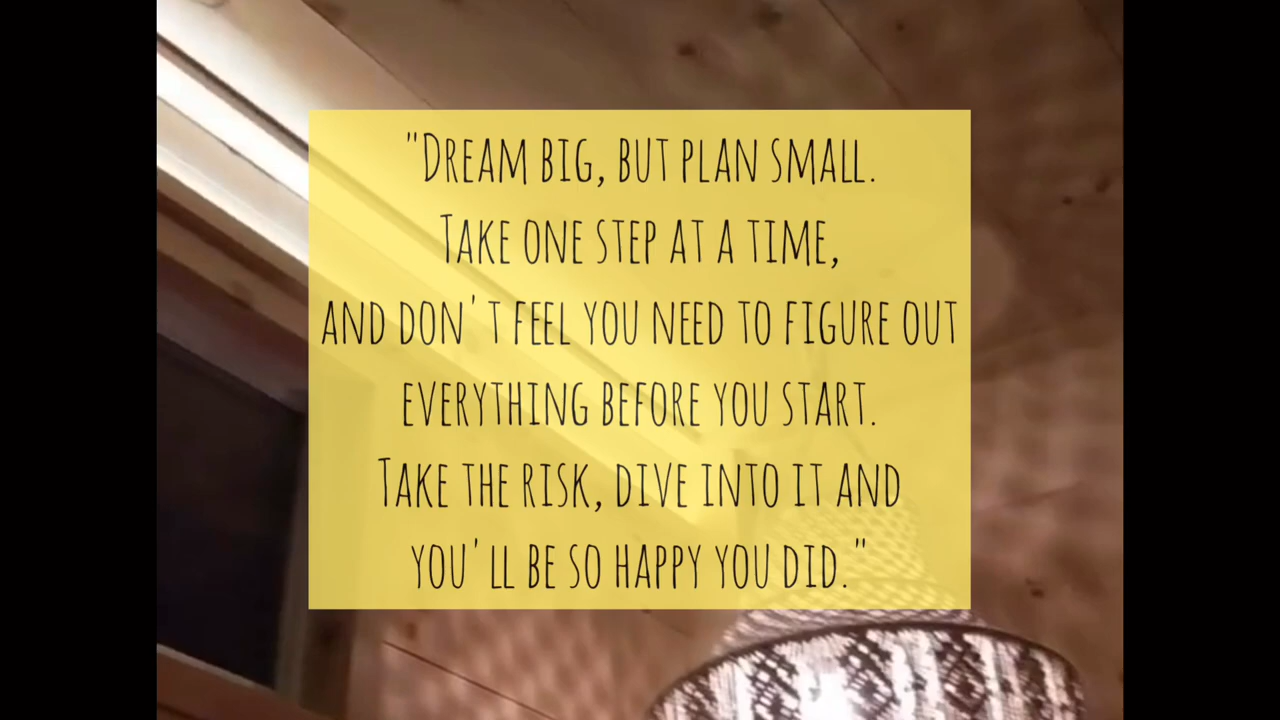 "Dream big, but plan small.
Take one step at a time,
and don't feel you need to figure out
everything before you start.
Take the risk, dive into it and
you'll be so happy you did."